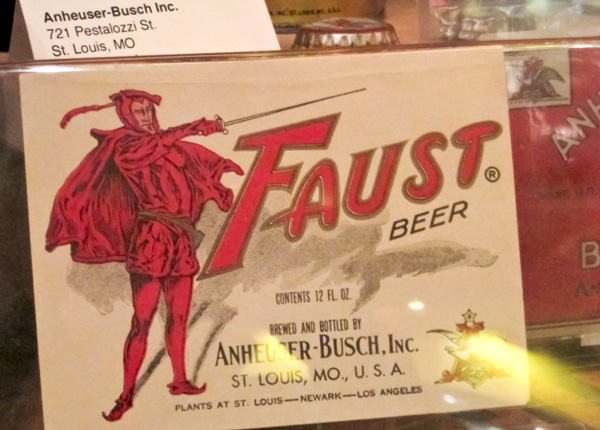 Anheuser-Busch Inc.
721 Pestalozzi St.
St. Louis, MO
FAUST®
BEER
CONTENTS 12 FL. OZ.
BREWED AND BOTTLED BY
ANHEUSER-BUSCH, INC.
ST. LOUIS, MO., U. S. A.
PLANTS AT ST. LOUIS—NEWARK—LOS ANGELES
ANH
B